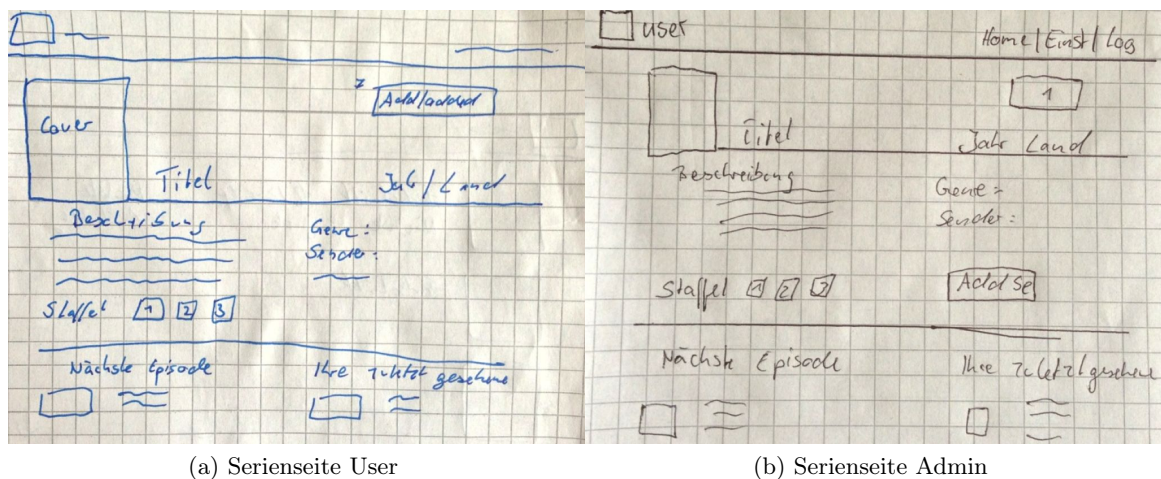 Add/added
Cover
Titel
Jahr/Land
Beschreibung
Genre:
Sender:
Staffel 1 2 3
Nächste Episode
Ihre zuletzt gesehene
(a) Serienseite User
user
Home | Einst | Log
1
Titel
Jahr Land
Beschreibung
Genre:
Sender:
Staffel 1 2 3
Add Se
Nächste Episode
Ihre zuletzt gesehene
(b) Serienseite Admin